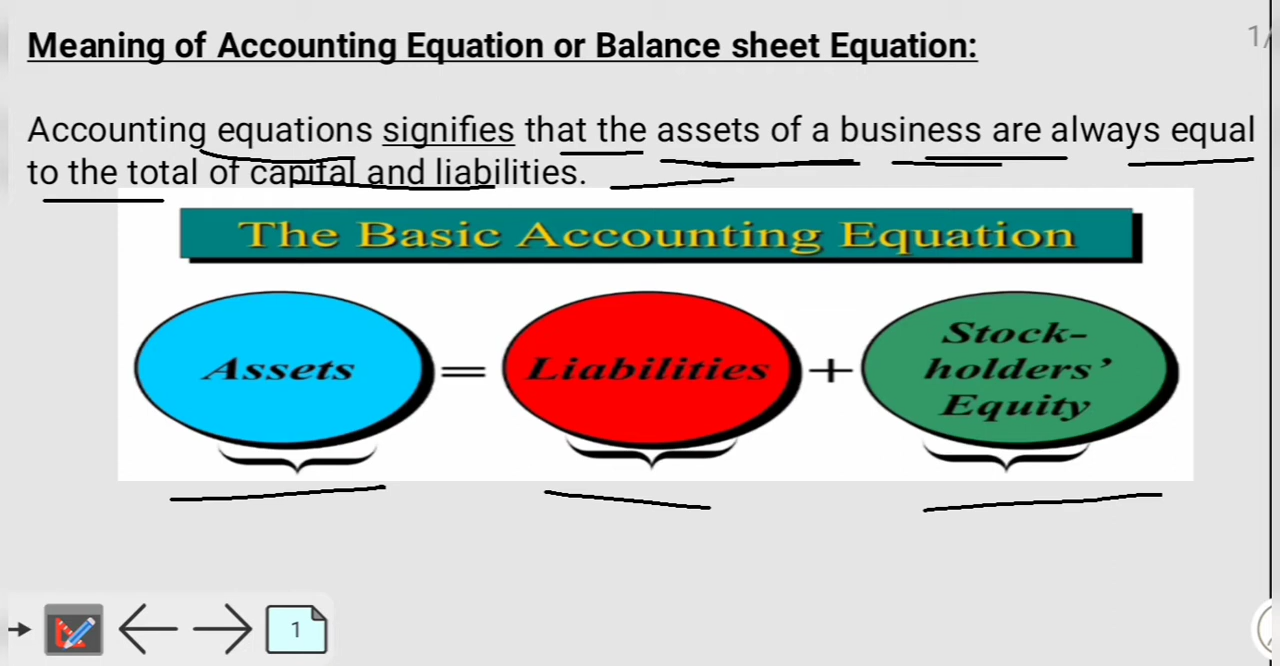 Meaning of Accounting Equation or Balance sheet Equation:
1/
Accounting equations signifies that the assets of a business are always equal
to the total of capital and liabilities.
The Basic Accounting Equation
Assets = Liabilities + Stock-
holders’
Equity
1